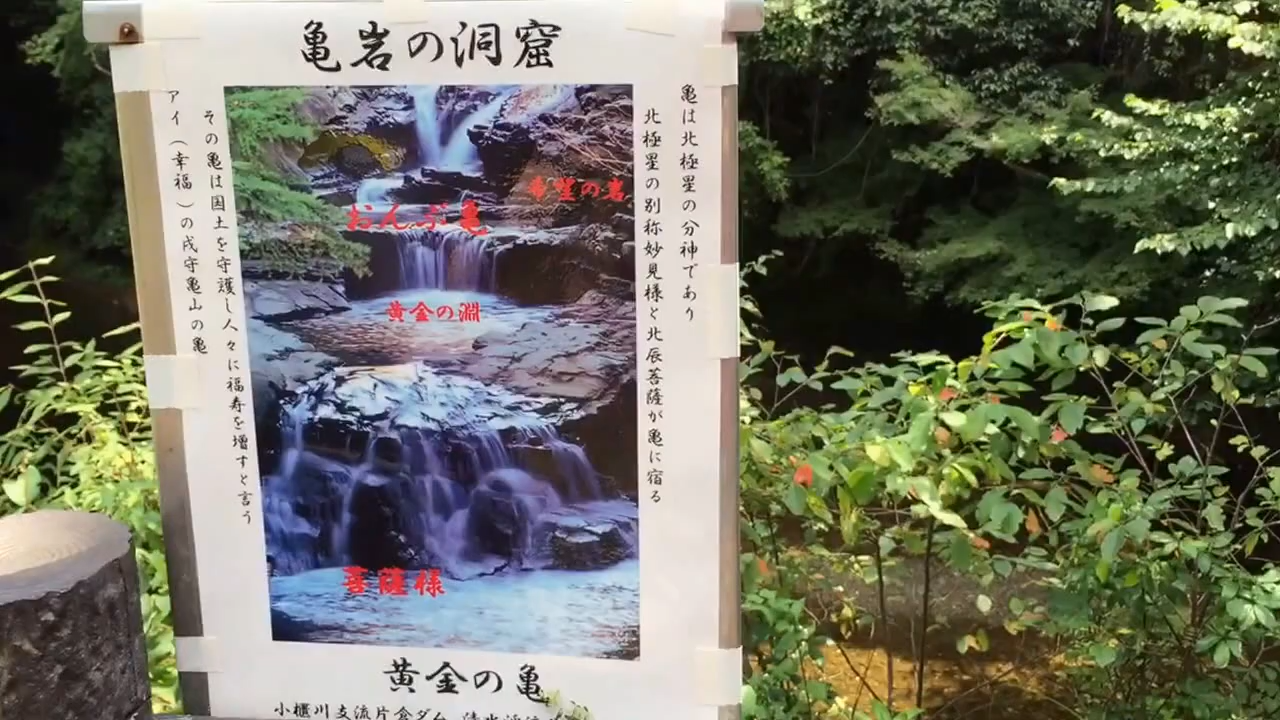 亀岩の洞窟
亀は北極星の分神であり
北極星の別称妙見様と北辰菩薩が亀に宿る
希望の岩
おんぶ亀
黄金の淵
菩薩様
その亀は国土を守護し人々に福寿を増すと言う
アイ(幸福)の戌守亀山の亀
黄金の亀
小櫃川支流片倉ダム